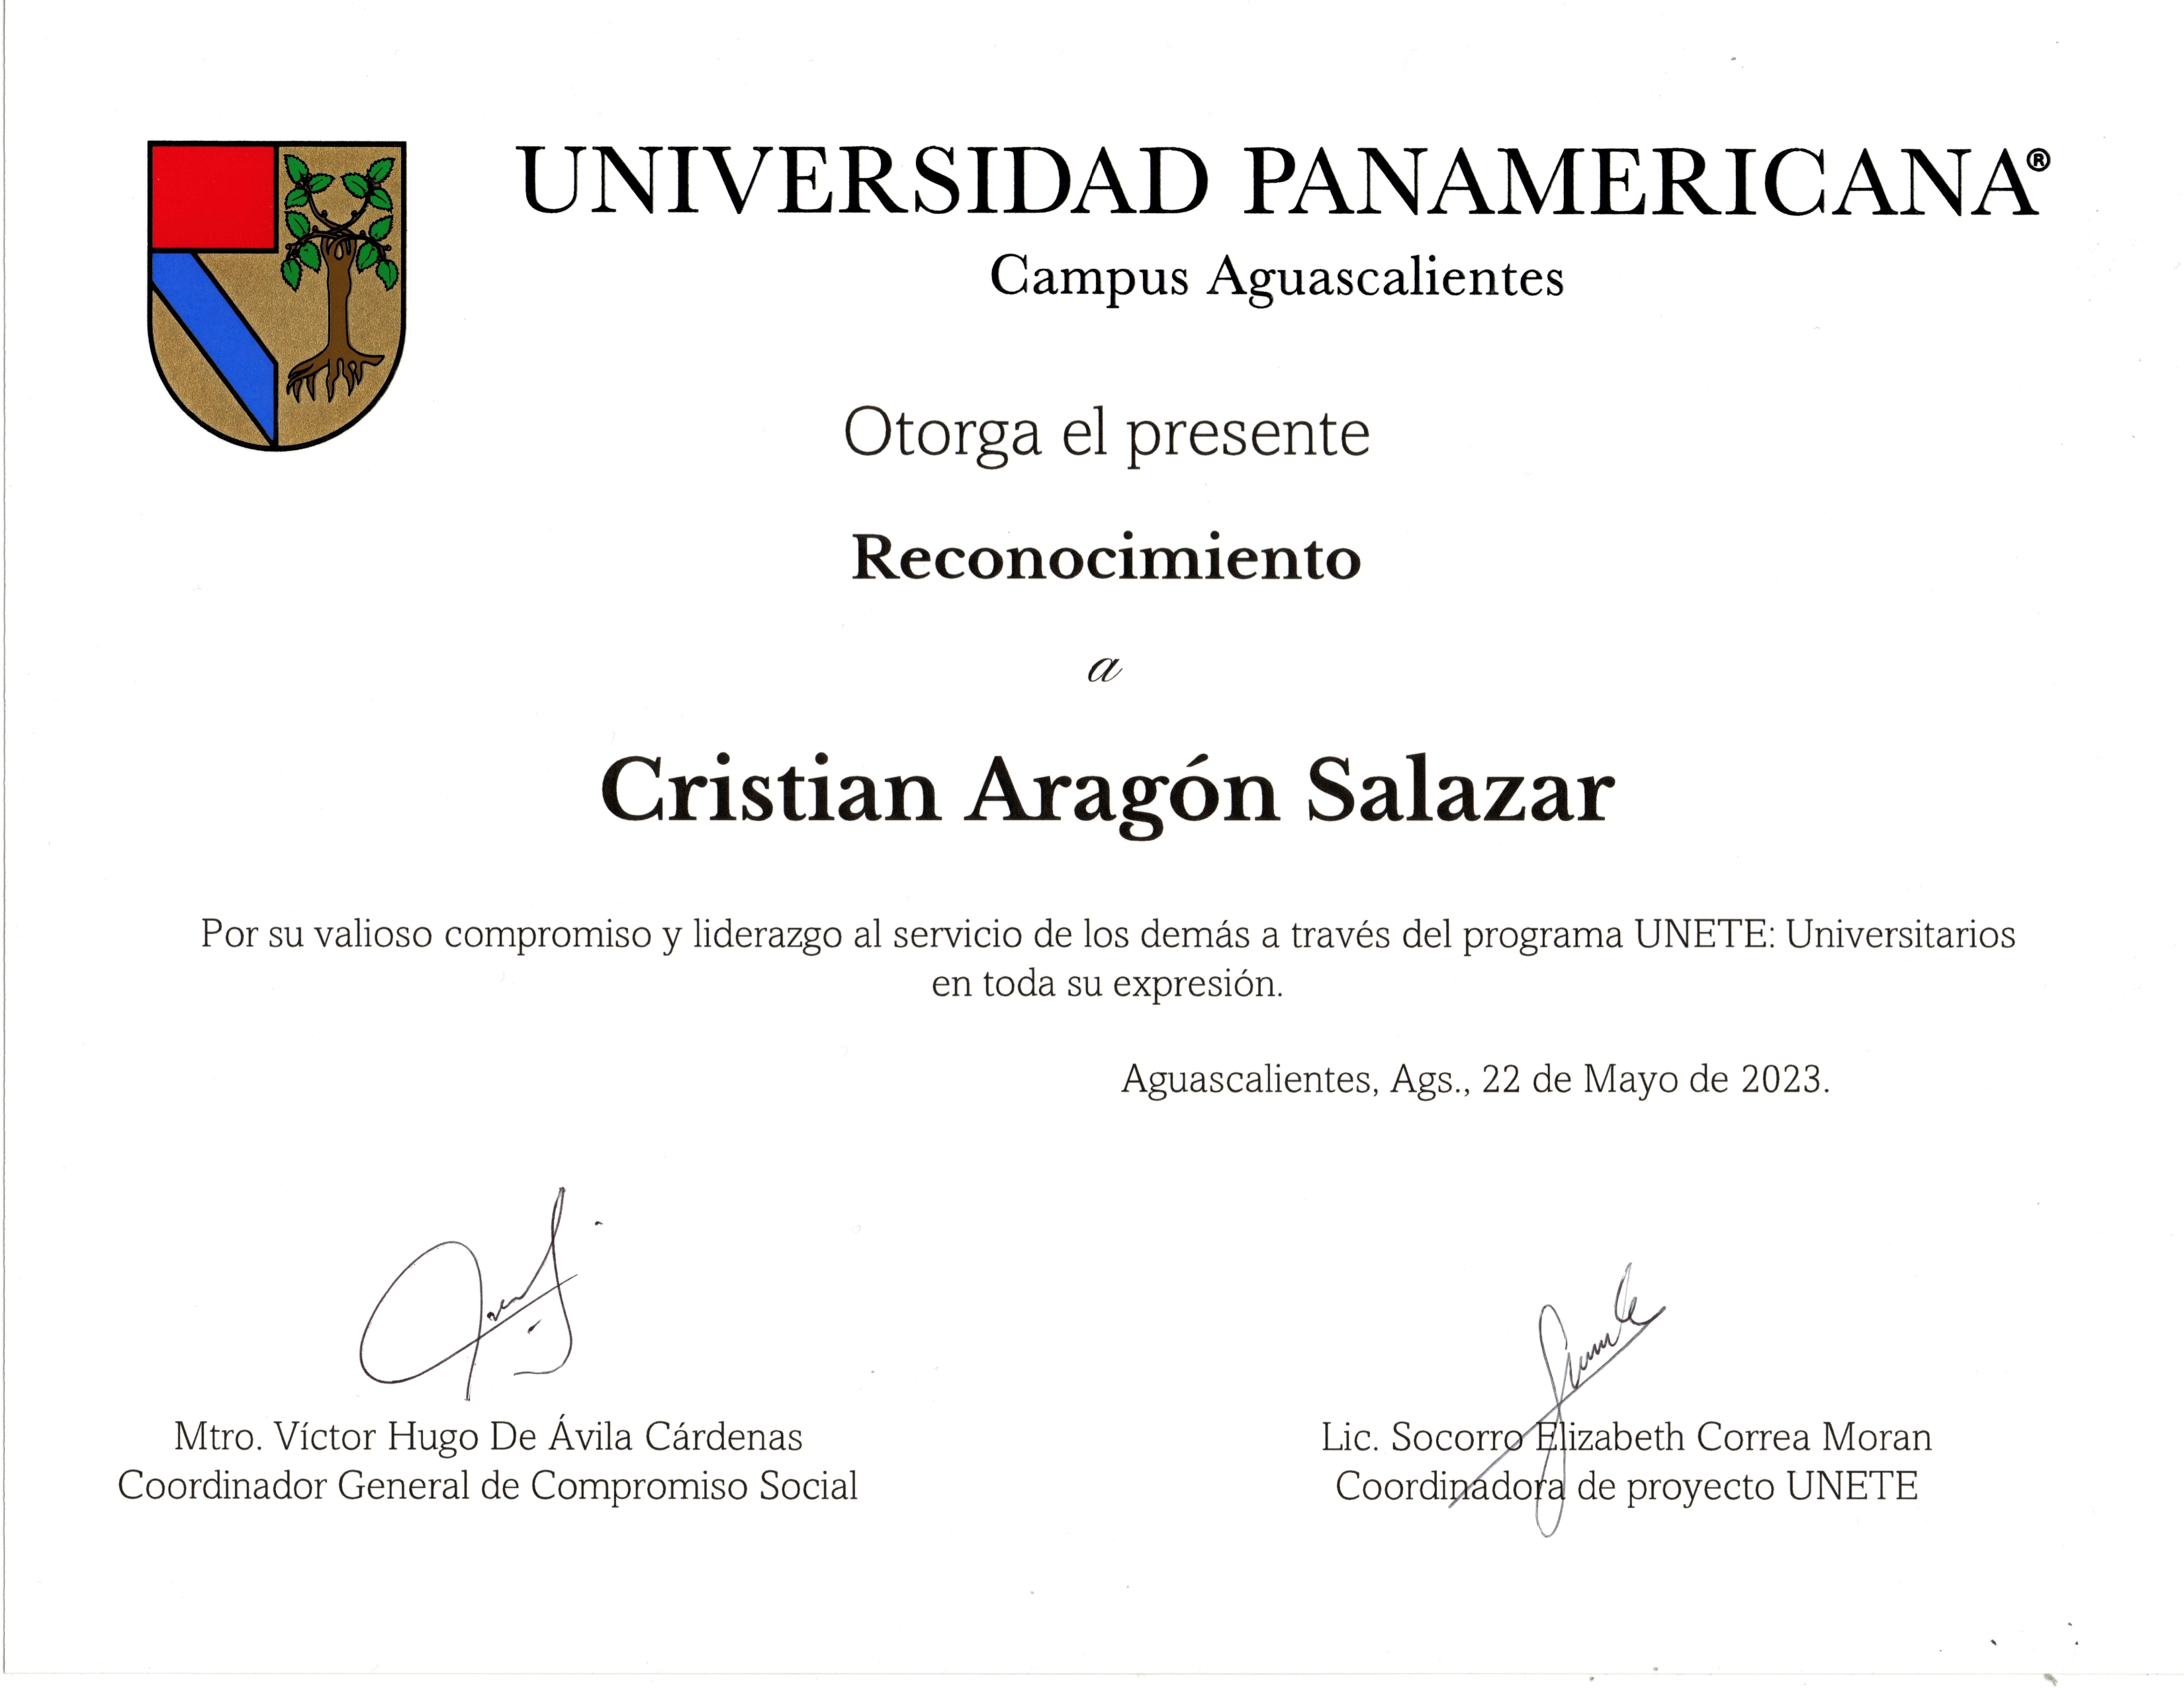 UNIVERSIDAD PANAMERICANA®
Campus Aguascalientes
Otorga el presente
Reconocimiento
a
Cristian Aragón Salazar
Por su valioso compromiso y liderazgo al servicio de los demás a través del programa UNETE: Universitarios
en toda su expresión.
Aguascalientes, Ags., 22 de Mayo de 2023.
Mtro. Víctor Hugo De Ávila Cárdenas
Coordinador General de Compromiso Social
Lic. Socorro Elizabeth Correa Moran
Coordinadora de proyecto UNETE